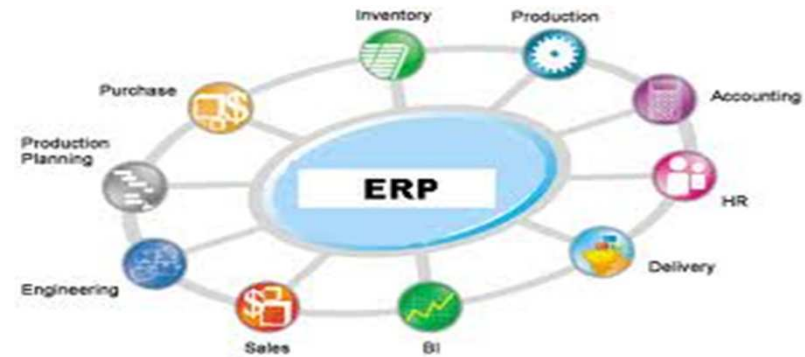 Inventory
Production
Purchase
Accounting
Production
Planning
ERP
HR
Delivery
Engineering
Sales
BI